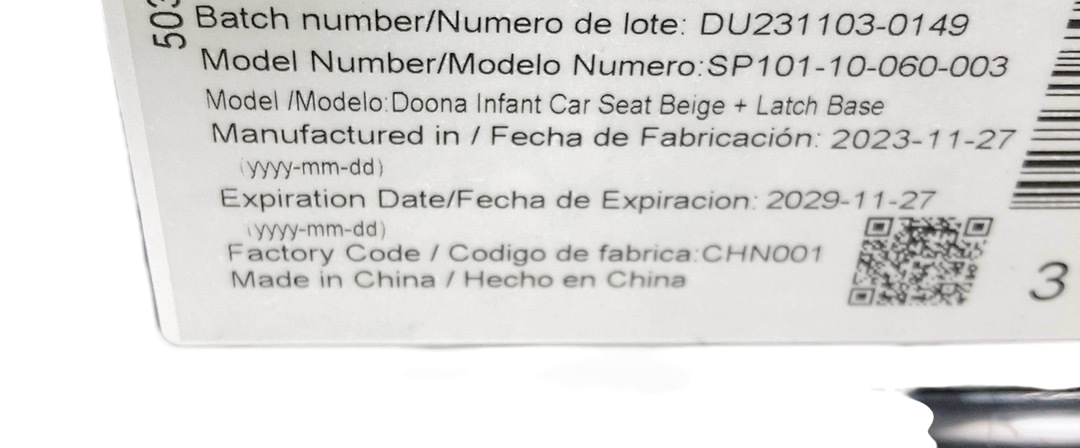 503
Batch number/Numero de lote: DU231103-0149
Model Number/Modelo Numero:SP101-10-060-003
Model /Modelo:Doona Infant Car Seat Beige + Latch Base
Manufactured in / Fecha de Fabricación: 2023-11-27
(yyyy-mm-dd)
Expiration Date/Fecha de Expiracion: 2029-11-27
(yyyy-mm-dd)
Factory Code / Codigo de fabrica:CHN001
Made in China / Hecho en China
3